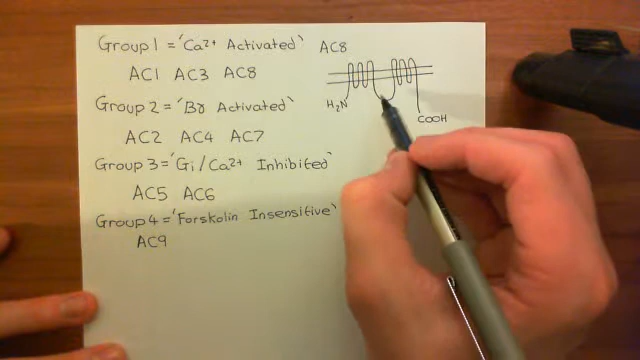 Group 1 = 'Ca²⁺ Activated'
AC1 AC3 AC8
Group 2 = 'βγ Activated'
AC2 AC4 AC7
Group 3 = 'Gi/Ca²⁺ Inhibited'
AC5 AC6
Group 4 = 'Forskolin Insensitive'
AC9
AC8
H₂N
COOH